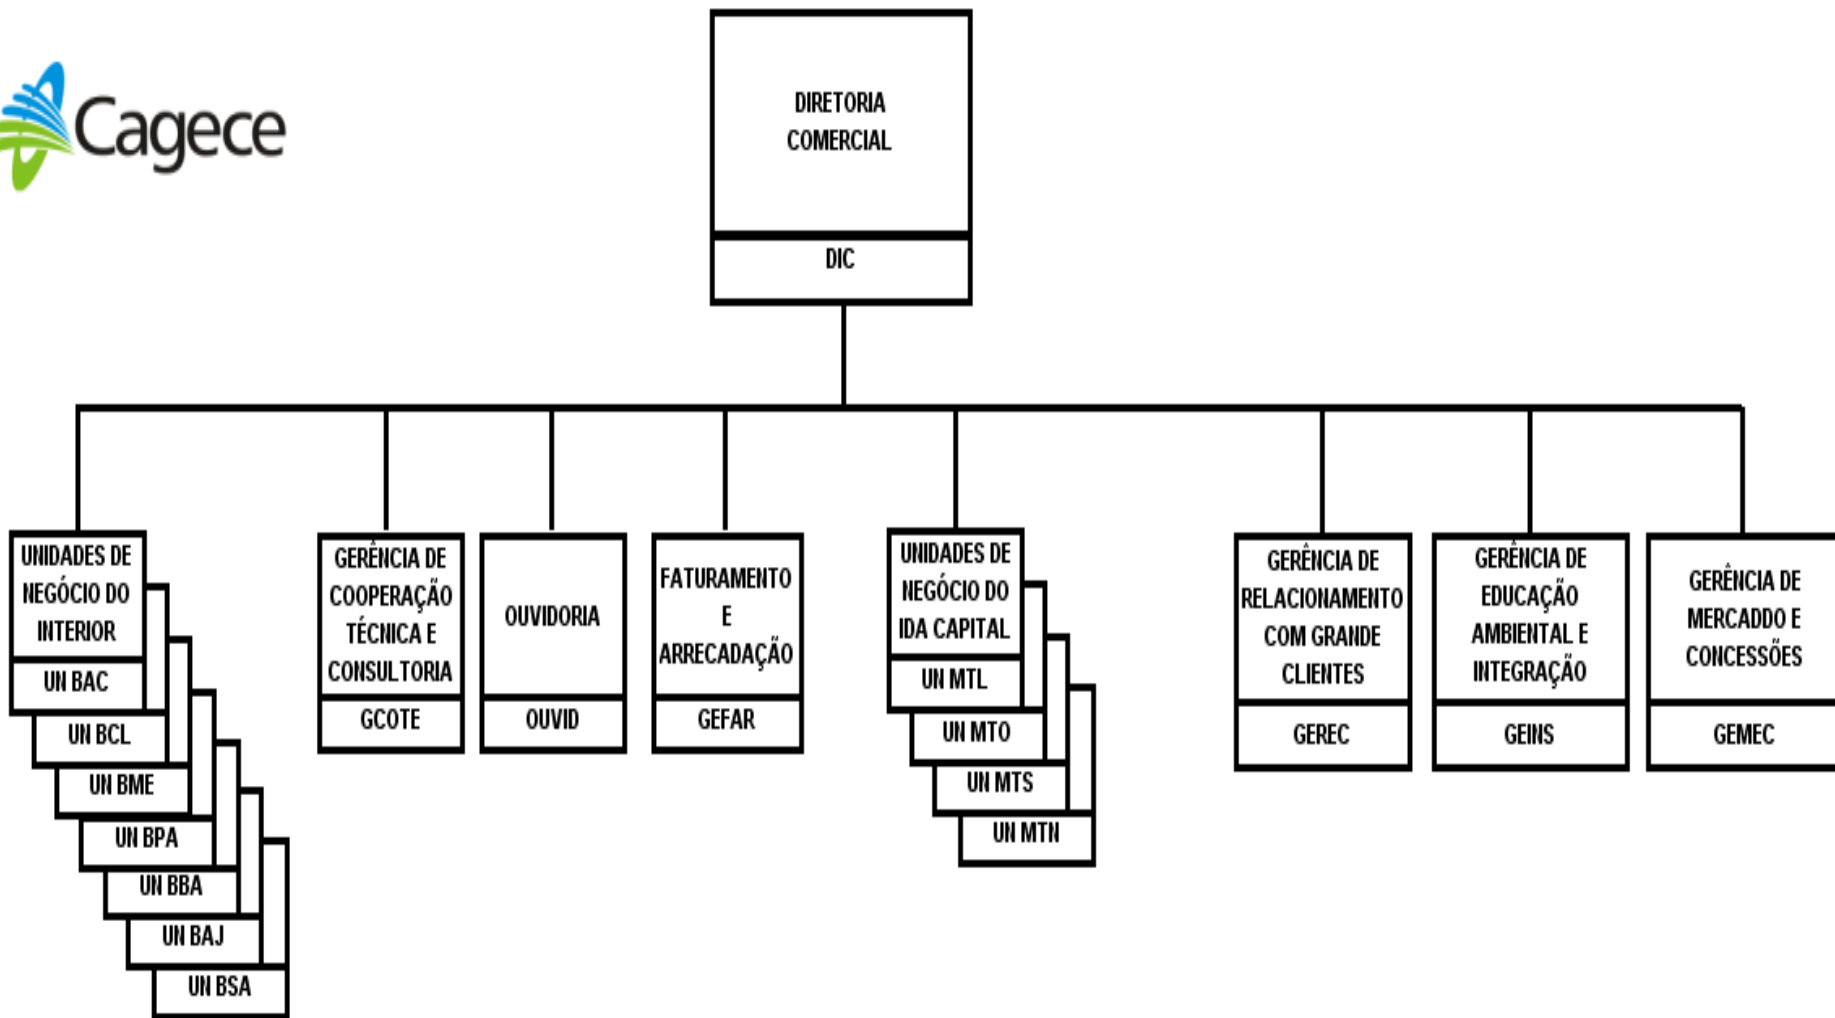 Cagece
DIRETORIA
COMERCIAL
DIC
UNIDADES DE
NEGÓCIO DO
INTERIOR
UN BAC
UN BCL
UN BME
UN BPA
UN BBA
UN BAJ
UN BSA
GERÊNCIA DE
COOPERAÇÃO
TÉCNICA E
CONSULTORIA
GCOTE
OUVIDORIA
OUVID
FATURAMENTO
E
ARRECADAÇÃO
GEFAR
UNIDADES DE
NEGÓCIO DO
IDA CAPITAL
UN MTL
UN MTO
UN MTS
UN MTN
GERÊNCIA DE
RELACIONAMENTO
COM GRANDE
CLIENTES
GEREC
GERÊNCIA DE
EDUCAÇÃO
AMBIENTAL E
INTEGRAÇÃO
GEINS
GERÊNCIA DE
MERCADDO E
CONCESSÕES
GEMEC